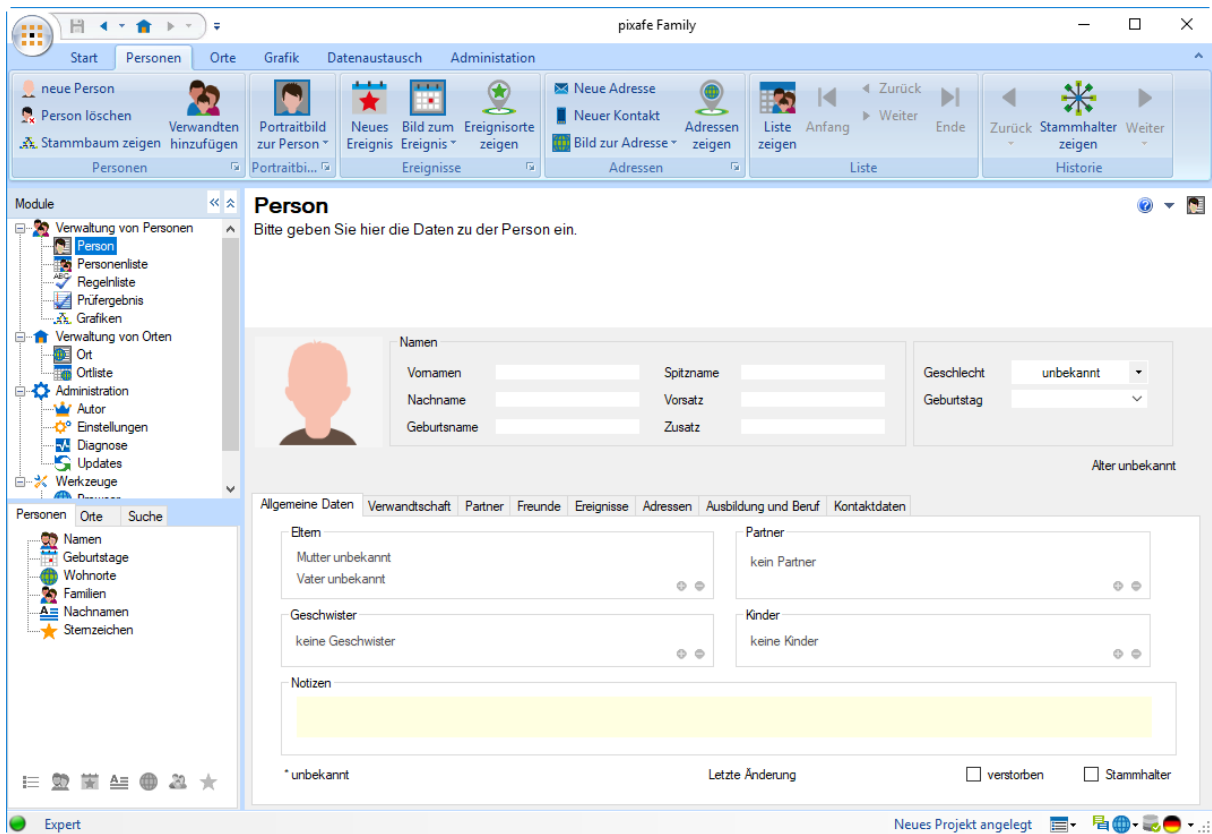 pixafe Family
Start Personen Orte Grafik Datenaustausch Administation
neue Person
Person löschen
Stammbaum zeigen
Verwandten
hinzufügen
Personen
Portraitbild
zur Person
Portraitbi...
Neues
Ereignis
Bild zum
Ereignis
Ereignisorte
zeigen
Ereignisse
Neue Adresse
Neuer Kontakt
Bild zur Adresse
Adressen
zeigen
Adressen
Liste
zeigen
Anfang
Zurück
Weiter
Ende
Liste
Zurück
Stammhalter
zeigen
Weiter
Historie
Module
Verwaltung von Personen
Person
Personenliste
Regelnliste
Prüfergebnis
Grafiken
Verwaltung von Orten
Ort
Ortliste
Administration
Autor
Einstellungen
Diagnose
Updates
Werkzeuge
Personen Orte Suche
Namen
Geburtstage
Wohnorte
Familien
Nachnamen
Sternzeichen
Person
Bitte geben Sie hier die Daten zu der Person ein.
Namen
Vornamen
Nachname
Geburtsname
Spitzname
Vorsatz
Zusatz
Geschlecht unbekannt
Geburtstag
Alter unbekannt
Allgemeine Daten Verwandtschaft Partner Freunde Ereignisse Adressen Ausbildung und Beruf Kontaktdaten
Eltern
Mutter unbekannt
Vater unbekannt
Partner
kein Partner
Geschwister
keine Geschwister
Kinder
keine Kinder
Notizen
* unbekannt
Letzte Änderung
verstorben
Stammhalter
Expert
Neues Projekt angelegt